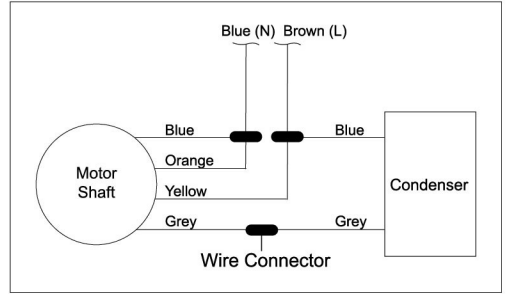 Blue (N) Brown (L)
Blue Blue
Orange
Motor
Shaft
Condenser
Yellow
Grey Grey
Wire Connector